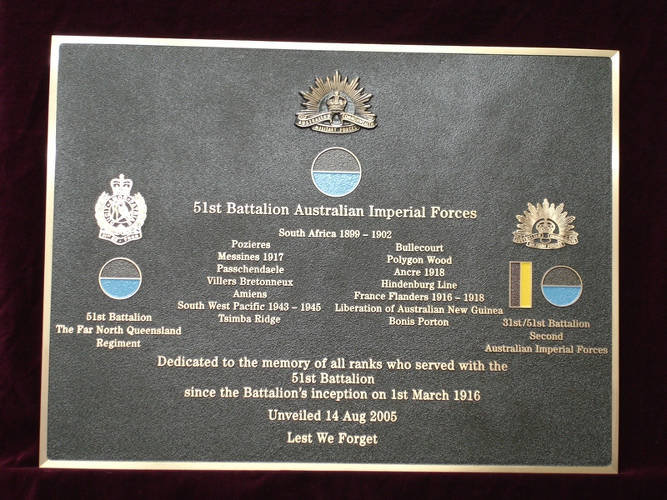 AUSTRALIAN
MILITARY FORCES
51st Battalion Australian Imperial Forces
South Africa 1899 – 1902
Pozieres
Messines 1917
Passchendaele
Villers Bretonneux
Amiens
South West Pacific 1943 – 1945
Tsimba Ridge
Bullecourt
Polygon Wood
Ancre 1918
Hindenburg Line
France Flanders 1916 – 1918
Liberation of Australian New Guinea
Bonis Porton
51st Battalion
The Far North Queensland
Regiment
31st/51st Battalion
Second
Australian Imperial Forces
Dedicated to the memory of all ranks who served with the
51st Battalion
since the Battalion's inception on 1st March 1916
Unveiled 14 Aug 2005
Lest We Forget